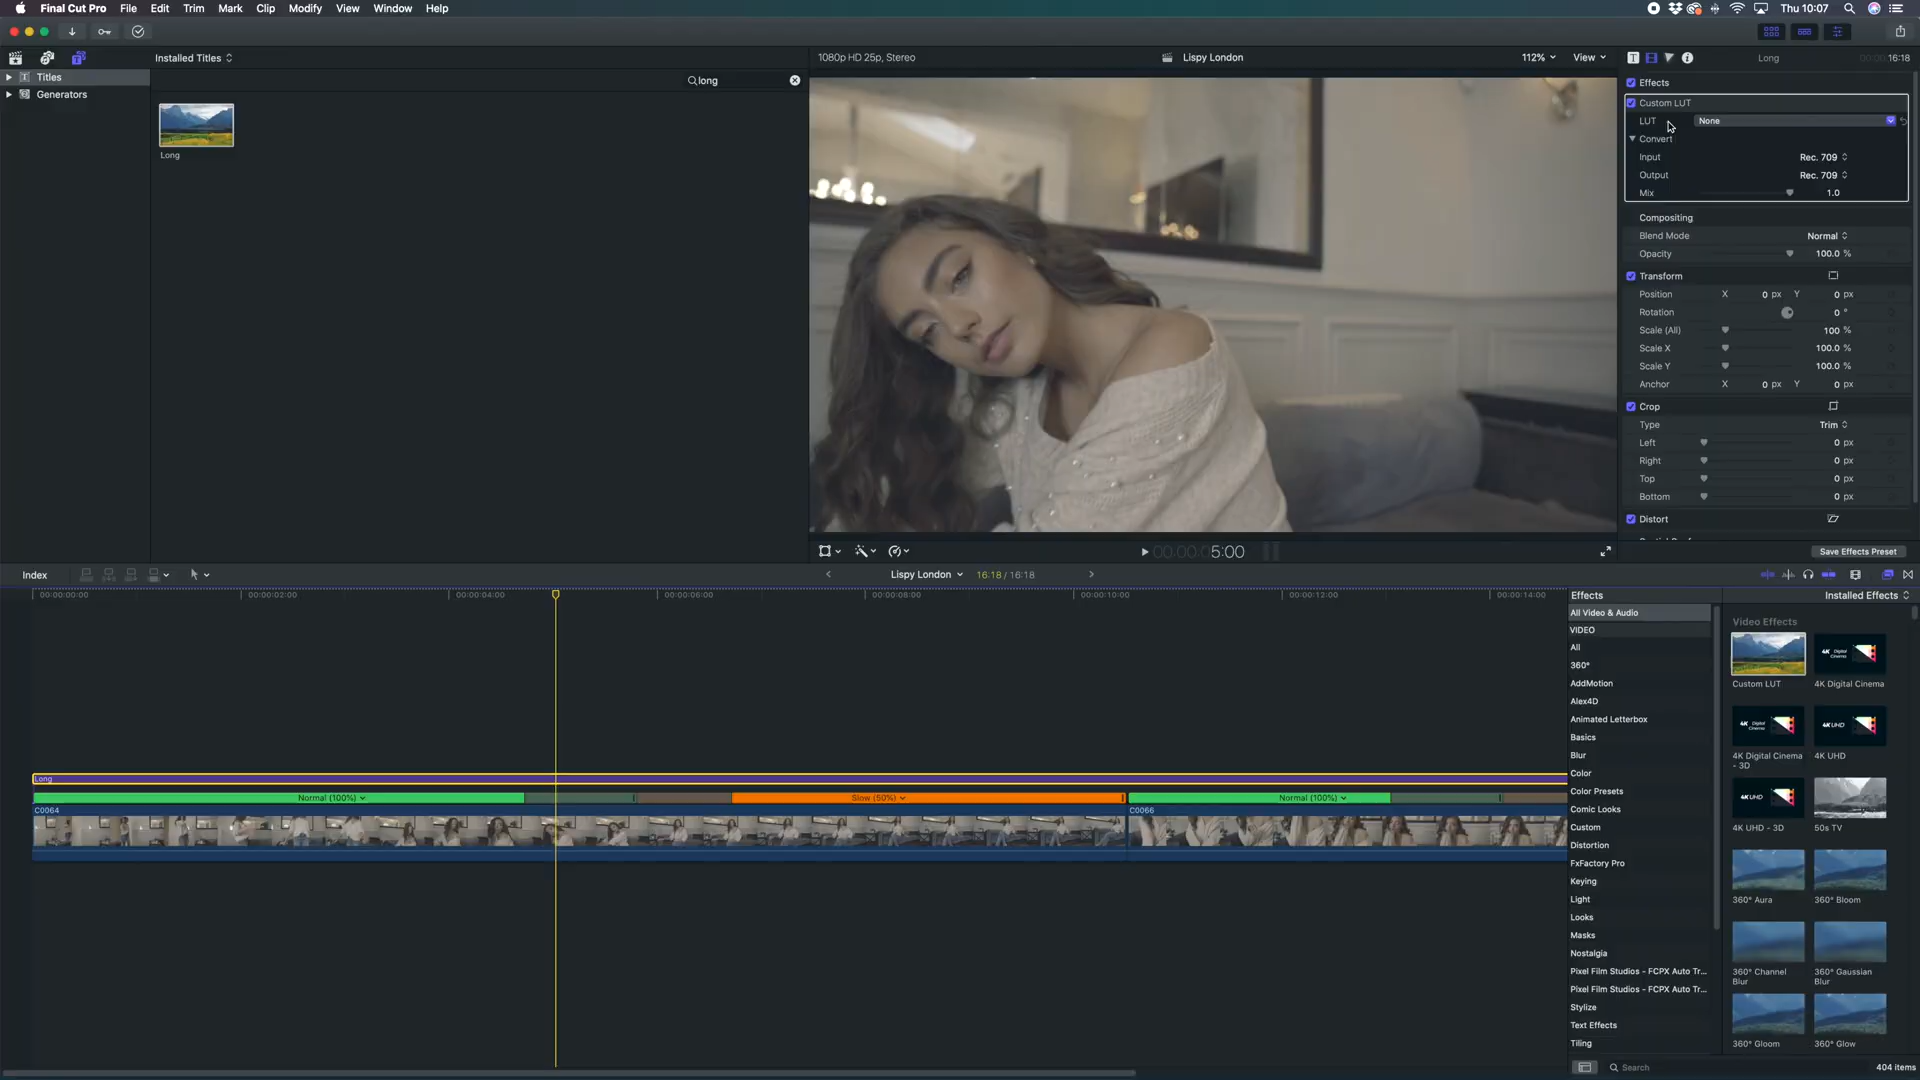 Final Cut Pro File Edit Trim Mark Clip Modify View Window Help
Thu 10:07
Installed Titles
1080p HD 25p, Stereo
Lispy London
112%
View
Long
16:18
Titles
Generators
long
Long
Effects
Custom LUT
LUT None
Convert
Input Rec. 709
Output Rec. 709
Mix 1.0
Compositing
Blend Mode Normal
Opacity 100.0 %
Transform
Position X 0 px Y 0 px
Rotation 0 °
Scale (All) 100 %
Scale X 100.0 %
Scale Y 100.0 %
Anchor X 0 px Y 0 px
Crop
Type Trim
Left 0 px
Right 0 px
Top 0 px
Bottom 0 px
Distort
Save Effects Preset
00:00:00:05:00
Index
Lispy London 16:18 / 16:18
00:00:00:00 00:00:02:00 00:00:04:00 00:00:06:00 00:00:08:00 00:00:10:00 00:00:12:00 00:00:14:00
Long
Normal (100%) Slow (50%) Normal (100%)
C0064 C0066
Effects
Installed Effects
All Video & Audio
VIDEO
All
360°
AddMotion
Alex4D
Animated Letterbox
Basics
Blur
Color
Color Presets
Comic Looks
Custom
Distortion
FxFactory Pro
Keying
Light
Looks
Masks
Nostalgia
Pixel Film Studios - FCPX Auto Tr...
Pixel Film Studios - FCPX Auto Tr...
Stylize
Text Effects
Tiling
Video Effects
Custom LUT
4K Digital Cinema
4K Digital Cinema - 3D
4K UHD
4K UHD - 3D
50s TV
360° Aura
360° Bloom
360° Channel Blur
360° Gaussian Blur
360° Gloom
360° Glow
Search
404 items